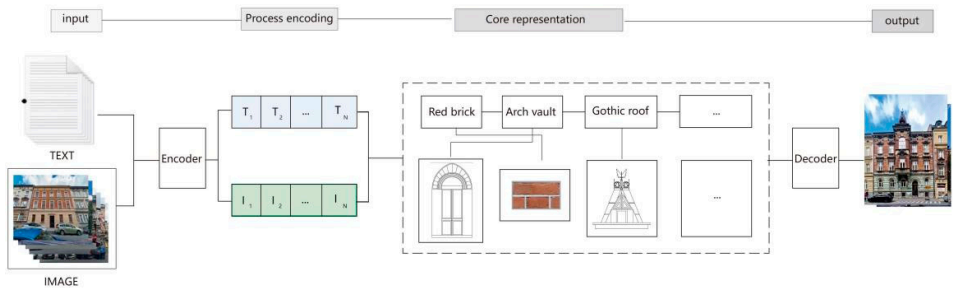 input
Process encoding
Core representation
output
TEXT
IMAGE
Encoder
T1 T2 ... TN
I1 I2 ... IN
Red brick
Arch vault
Gothic roof
...
...
Decoder